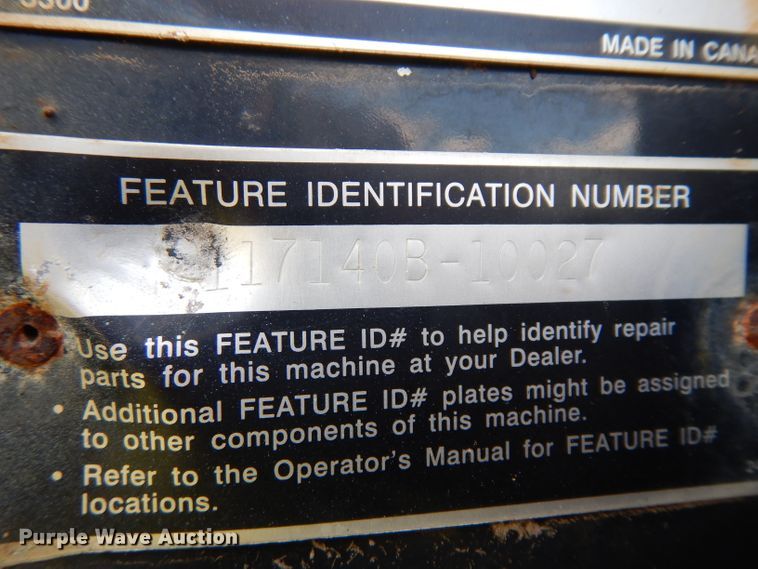 MADE IN CANA
FEATURE IDENTIFICATION NUMBER
117140B-10027
Use this FEATURE ID# to help identify repair
parts for this machine at your Dealer.
• Additional FEATURE ID# plates might be assigned
to other components of this machine.
• Refer to the Operator's Manual for FEATURE ID#
locations.
Purple Wave Auction